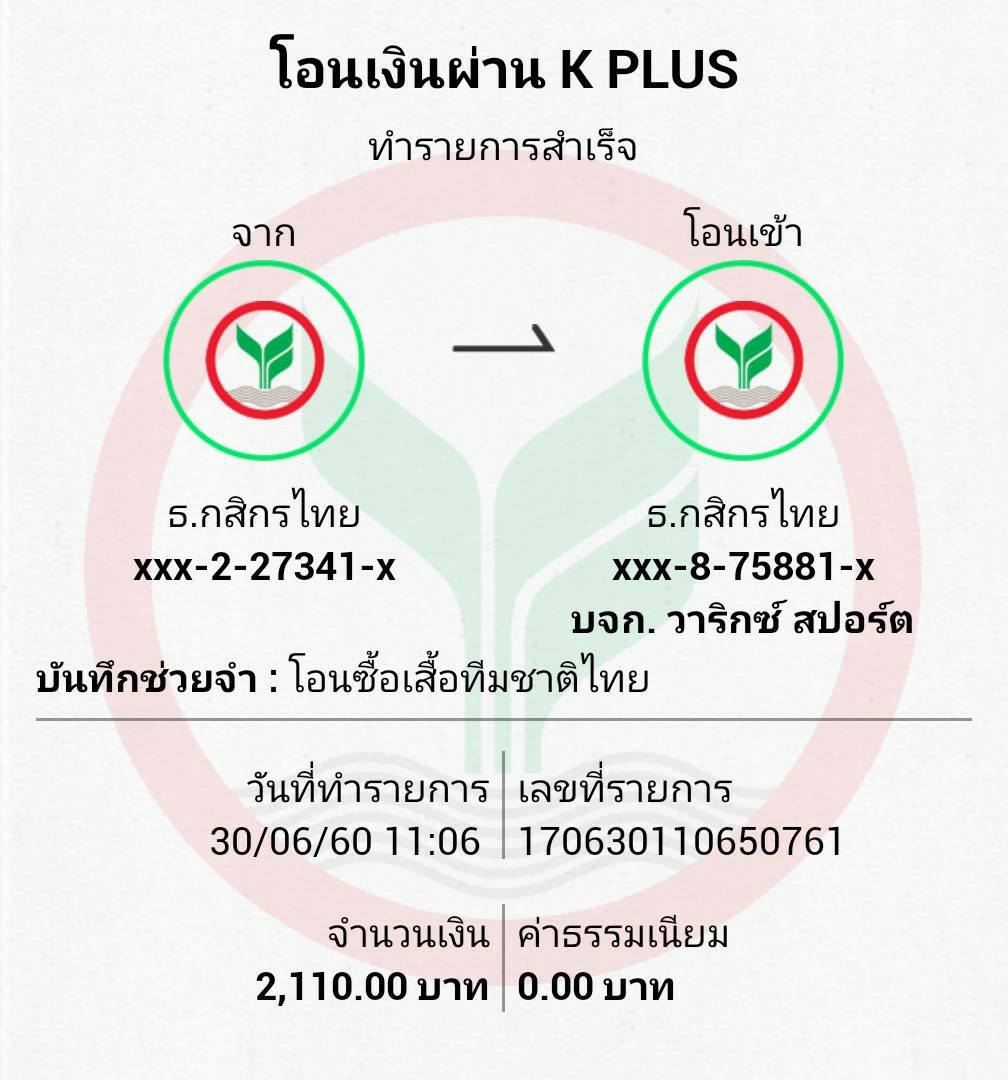 โอนเงินผ่าน K PLUS
ทำรายการสำเร็จ
จาก
โอนเข้า
ธ.กสิกรไทย
xxx-2-27341-x
ธ.กสิกรไทย
xxx-8-75881-x
บจก. วาริกซ์ สปอร์ต
บันทึกช่วยจำ : โอนซื้อเสื้อทีมชาติไทย
วันที่ทำรายการ
30/06/60 11:06
เลขที่รายการ
170630110650761
จำนวนเงิน
2,110.00 บาท
ค่าธรรมเนียม
0.00 บาท